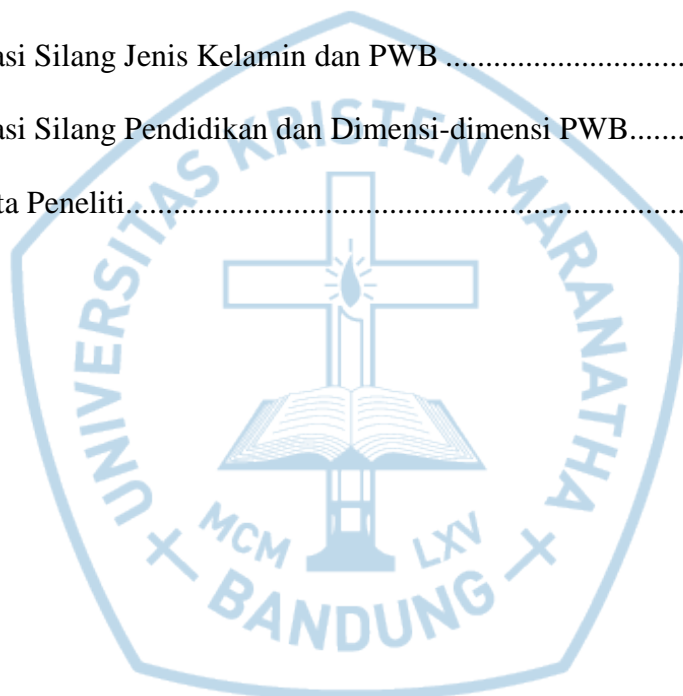 asi Silang Jenis Kelamin dan PWB ............................
asi Silang Pendidikan dan Dimensi-dimensi PWB.......
ta Peneliti.....................................................................
UNIVERSITAS KRISTEN MARANATHA
MCM LXV
BANDUNG